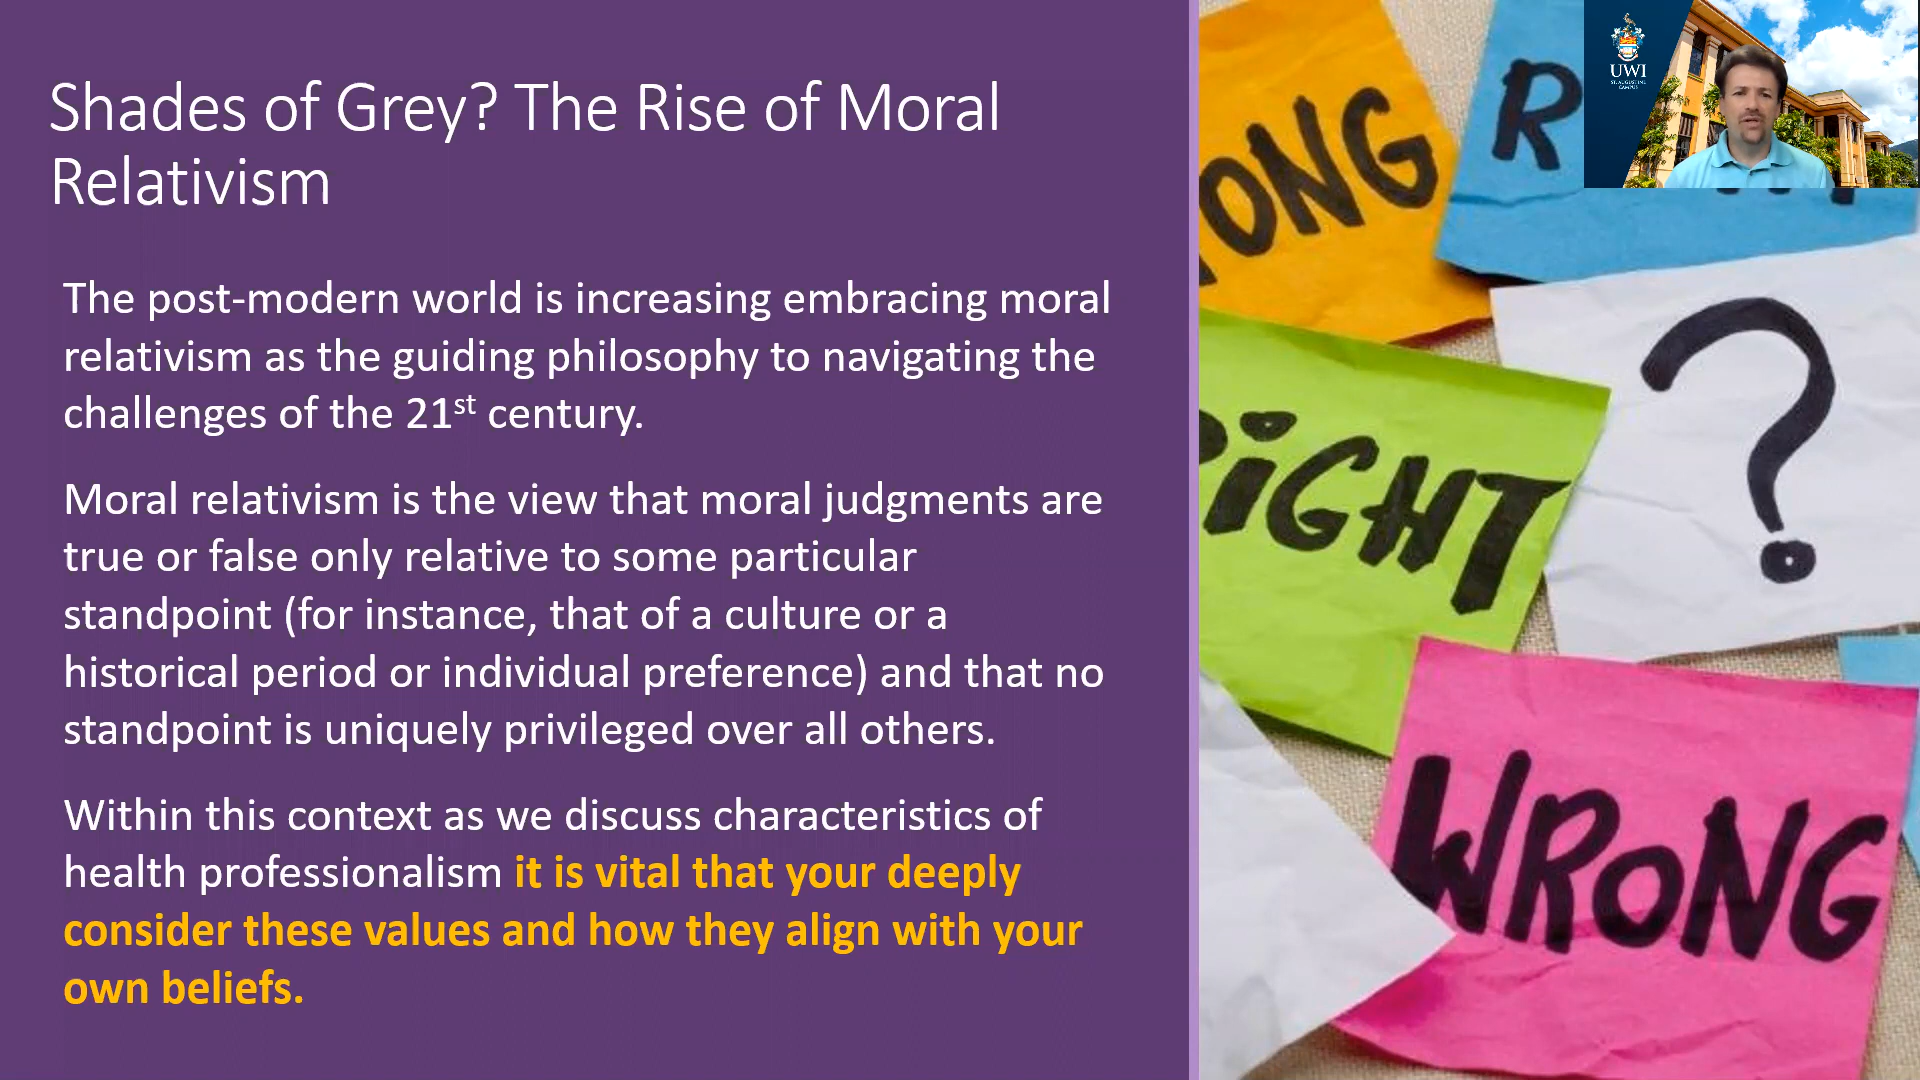 Shades of Grey? The Rise of Moral
Relativism
The post-modern world is increasing embracing moral
relativism as the guiding philosophy to navigating the
challenges of the 21st century.
Moral relativism is the view that moral judgments are
true or false only relative to some particular
standpoint (for instance, that of a culture or a
historical period or individual preference) and that no
standpoint is uniquely privileged over all others.
Within this context as we discuss characteristics of
health professionalism it is vital that your deeply
consider these values and how they align with your
own beliefs.
ONG
R
UWI
ST. AUGUSTINE
CAMPUS
?
RiGHT
WRoNG